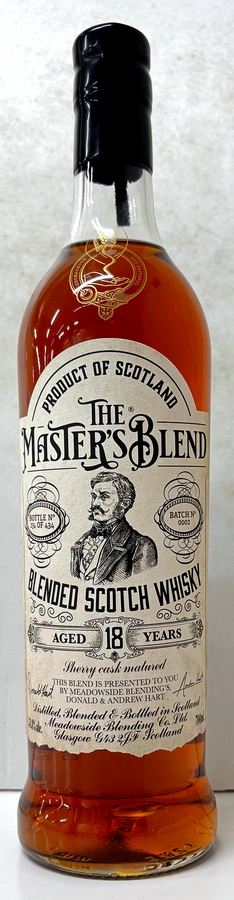 PRODUCT OF SCOTLAND
THE®
MASTER'S BLEND
BOTTLE Nº
OF 434
BATCH Nº
0002
BLENDED SCOTCH WHISKY
AGED 18 YEARS
Sherry cask matured
THIS BLEND IS PRESENTED TO YOU
BY MEADOWSIDE BLENDING'S
DONALD & ANDREW HART
Distilled, Blended & Bottled in Scotland
Meadowside Blending Co. Ltd.
Glasgow G43 2JF Scotland